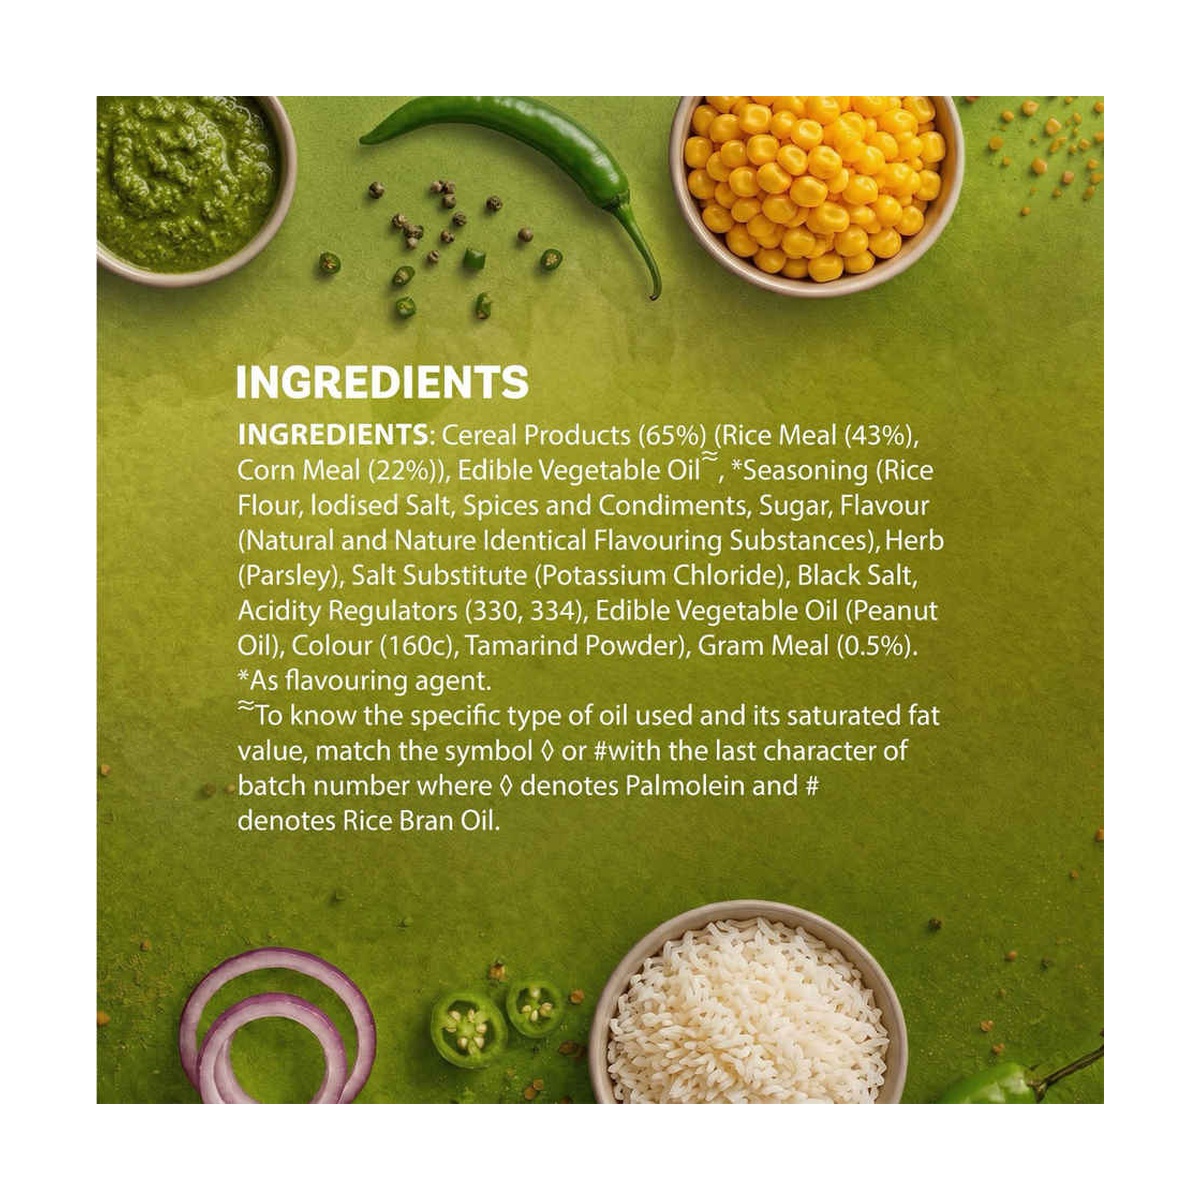 INGREDIENTS
INGREDIENTS: Cereal Products (65%) (Rice Meal (43%),
Corn Meal (22%)), Edible Vegetable Oil≈, *Seasoning (Rice
Flour, lodised Salt, Spices and Condiments, Sugar, Flavour
(Natural and Nature Identical Flavouring Substances), Herb
(Parsley), Salt Substitute (Potassium Chloride), Black Salt,
Acidity Regulators (330, 334), Edible Vegetable Oil (Peanut
Oil), Colour (160c), Tamarind Powder), Gram Meal (0.5%).
*As flavouring agent.
≈To know the specific type of oil used and its saturated fat
value, match the symbol ◊ or #with the last character of
batch number where ◊ denotes Palmolein and #
denotes Rice Bran Oil.